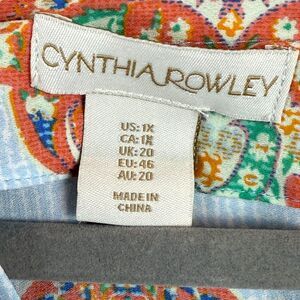 CYNTHIA ROWLEY
US: 1X
CA: 1X
UK: 20
EU: 46
AU: 20
MADE IN
CHINA